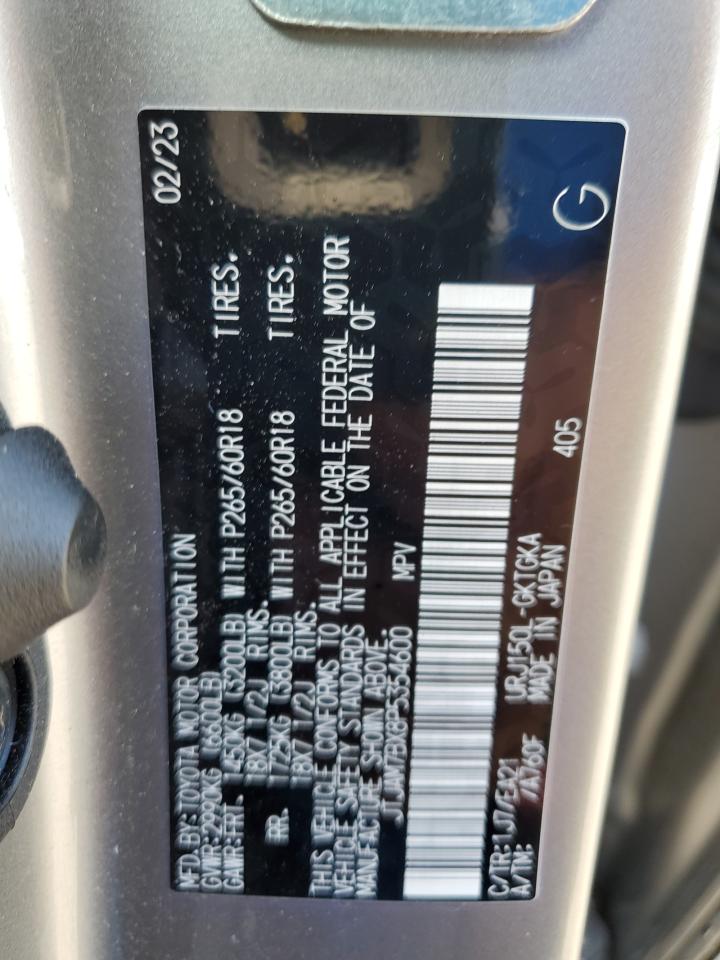 MFD.BY:TOYOTA MOTOR CORPORATION 02/23
GVWR:2990KG (6600LB)
GAWR:FRT. 1450KG (3200LB) WITH P265/60R18 TIRES.
18X7 1/2J RIMS.
RR. 1725KG (3800LB) WITH P265/60R18 TIRES.
18X7 1/2J RIMS.
THIS VEHICLE CONFORMS TO ALL APPLICABLE FEDERAL MOTOR
VEHICLE SAFETY STANDARDS IN EFFECT ON THE DATE OF
MANUFACTURE SHOWN ABOVE.
MPV
C/TR: URJ150L-GKTGKA
A/TM: /A760F MADE IN JAPAN 405 G